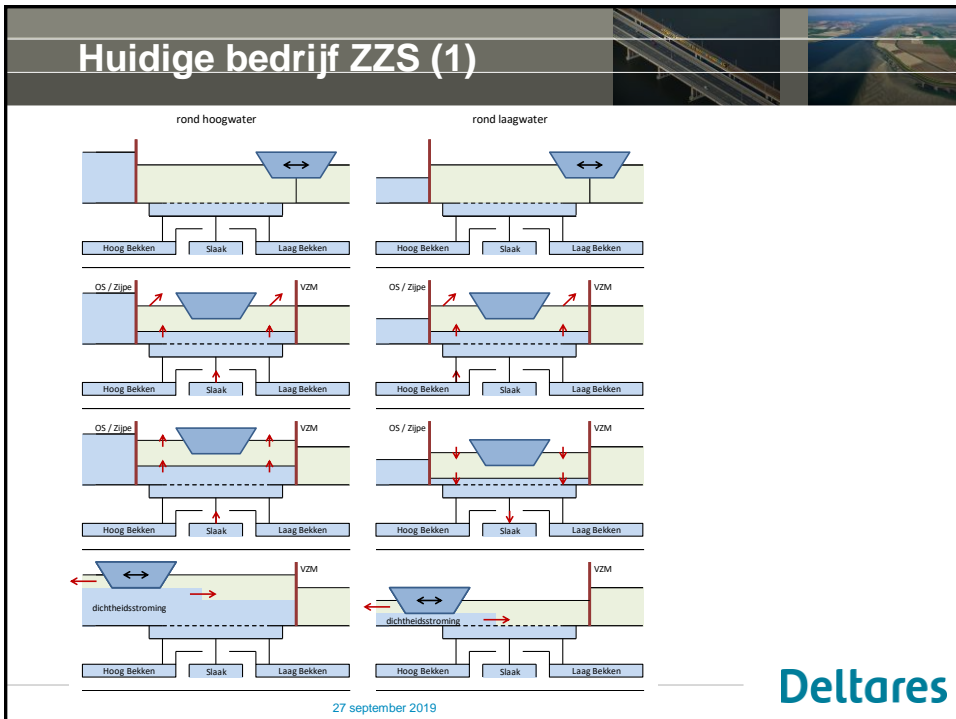 Huidige bedrijf ZZS (1)
rond hoogwater
rond laagwater
Hoog Bekken Slaak Laag Bekken
Hoog Bekken Slaak Laag Bekken
OS / Zijpe VZM
OS / Zijpe VZM
Hoog Bekken Slaak Laag Bekken
Hoog Bekken Slaak Laag Bekken
OS / Zijpe VZM
OS / Zijpe VZM
Hoog Bekken Slaak Laag Bekken
Hoog Bekken Slaak Laag Bekken
VZM
VZM
dichtheidsstroming
dichtheidsstroming
Hoog Bekken Slaak Laag Bekken
Hoog Bekken Slaak Laag Bekken
27 september 2019
Deltares